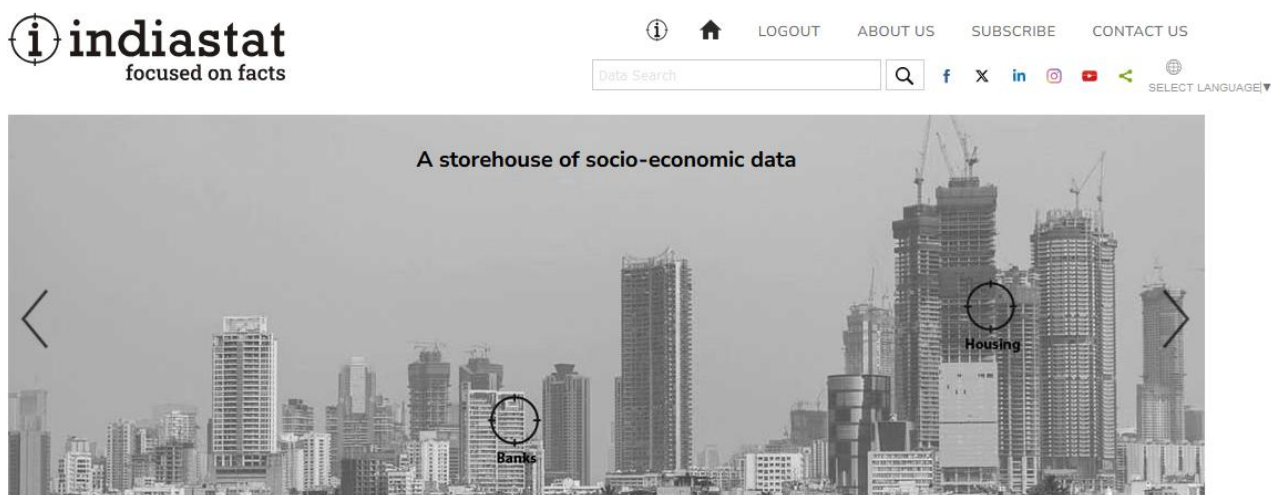 indiastat
focused on facts
LOGOUT ABOUT US SUBSCRIBE CONTACT US
Data Search
SELECT LANGUAGE▼
A storehouse of socio-economic data
Housing
Banks